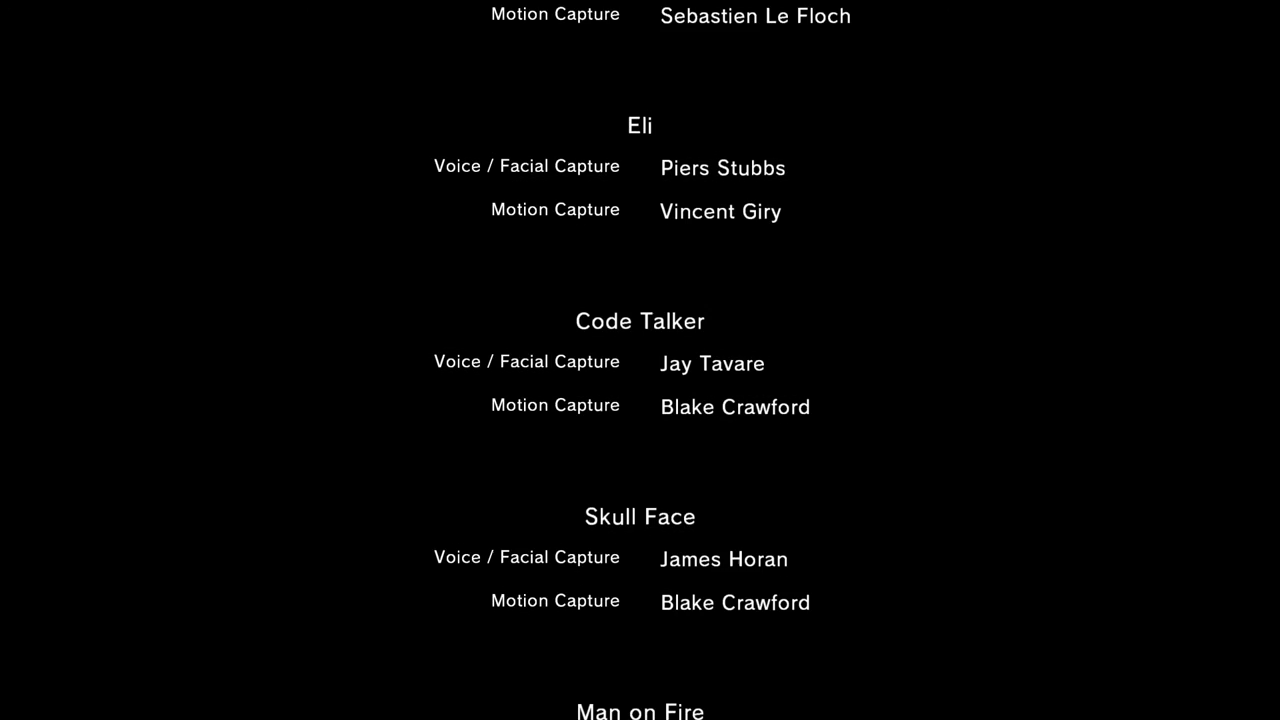 Motion Capture Sebastien Le Floch
Eli
Voice / Facial Capture Piers Stubbs
Motion Capture Vincent Giry
Code Talker
Voice / Facial Capture Jay Tavare
Motion Capture Blake Crawford
Skull Face
Voice / Facial Capture James Horan
Motion Capture Blake Crawford
Man on Fire